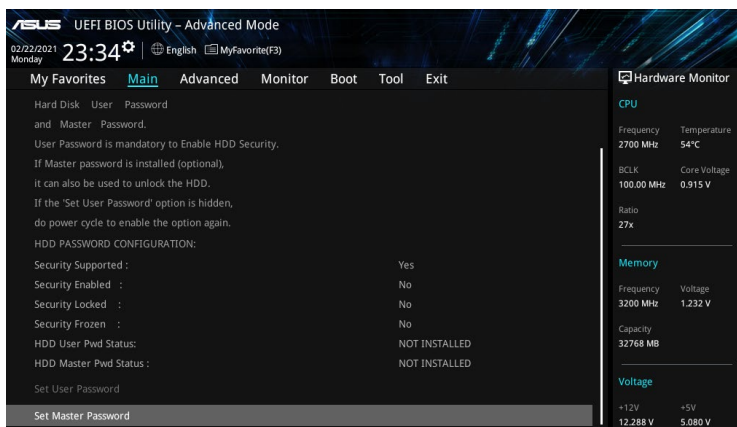 ASUS UEFI BIOS Utility – Advanced Mode
02/22/2021
Monday
23:34
English
MyFavorite(F3)
My Favorites Main Advanced Monitor Boot Tool Exit
Hard Disk User Password
and Master Password.
User Password is mandatory to Enable HDD Security.
If Master password is installed (optional),
it can also be used to unlock the HDD.
If the 'Set User Password' option is hidden,
do power cycle to enable the option again.
HDD PASSWORD CONFIGURATION:
Security Supported : Yes
Security Enabled : No
Security Locked : No
Security Frozen : No
HDD User Pwd Status: NOT INSTALLED
HDD Master Pwd Status : NOT INSTALLED
Set User Password
Set Master Password
Hardware Monitor
CPU
Frequency Temperature
2700 MHz 54°C
BCLK Core Voltage
100.00 MHz 0.915 V
Ratio
27x
Memory
Frequency Voltage
3200 MHz 1.232 V
Capacity
32768 MB
Voltage
+12V +5V
12.288 V 5.080 V